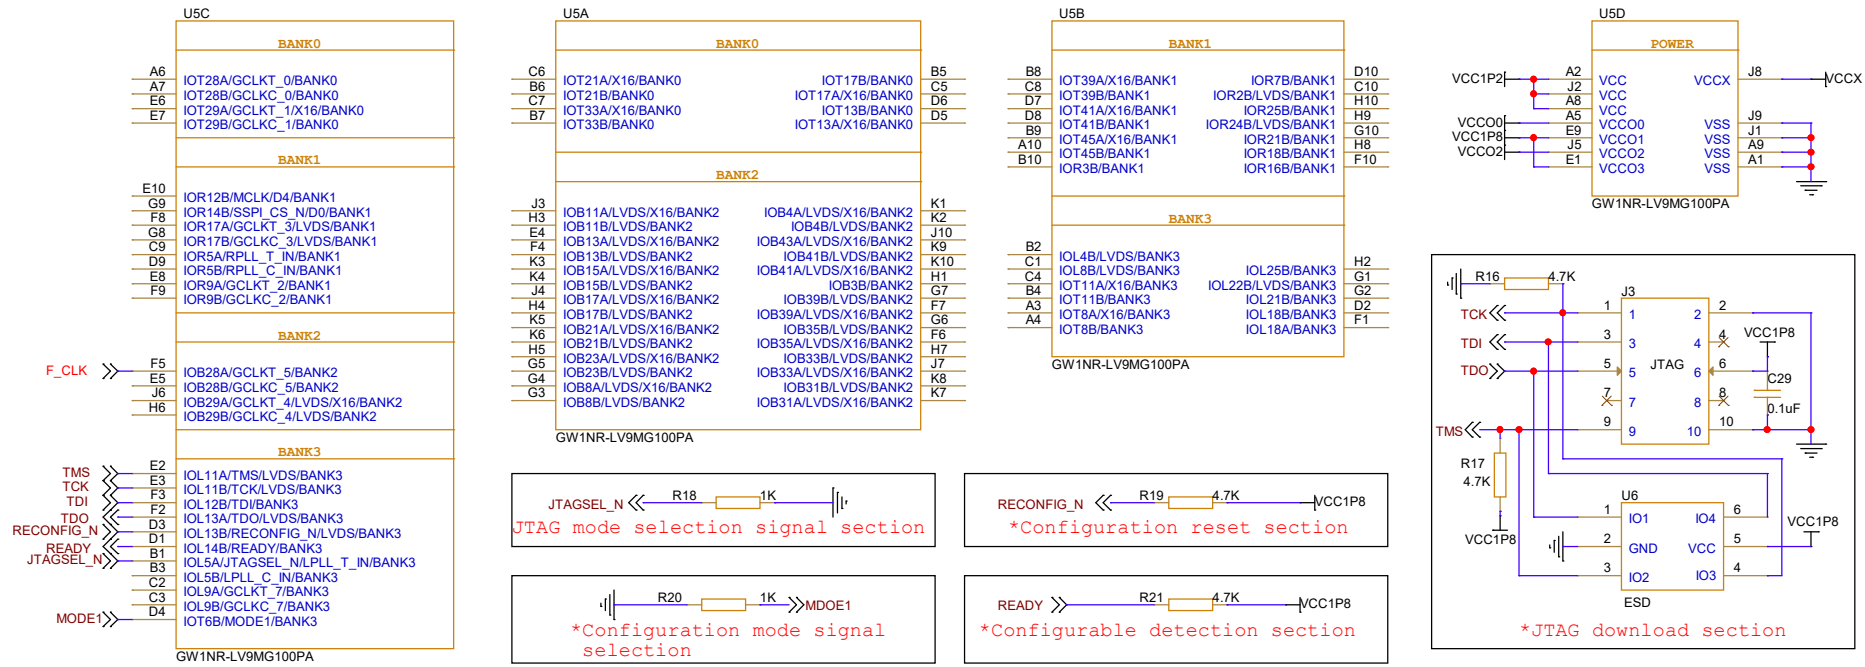 U5C
BANK0
A6 IOT28A/GCLKT_0/BANK0
A7 IOT28B/GCLKC_0/BANK0
E6 IOT29A/GCLKT_1/X16/BANK0
E7 IOT29B/GCLKC_1/BANK0
BANK1
E10 IOR12B/MCLK/D4/BANK1
G9 IOR14B/SSPI_CS_N/D0/BANK1
F8 IOR17A/GCLKT_3/LVDS/BANK1
G8 IOR17B/GCLKC_3/LVDS/BANK1
C9 IOR5A/RPLL_T_IN/BANK1
D9 IOR5B/RPLL_C_IN/BANK1
E8 IOR9A/GCLKT_2/BANK1
F9 IOR9B/GCLKC_2/BANK1
BANK2
F_CLK F5 IOB28A/GCLKT_5/BANK2
E5 IOB28B/GCLKC_5/BANK2
J6 IOB29A/GCLKT_4/LVDS/X16/BANK2
H6 IOB29B/GCLKC_4/LVDS/BANK2
BANK3
TMS E2 IOL11A/TMS/LVDS/BANK3
TCK E3 IOL11B/TCK/LVDS/BANK3
TDI F3 IOL12B/TDI/BANK3
TDO F2 IOL13A/TDO/LVDS/BANK3
RECONFIG_N D3 IOL13B/RECONFIG_N/LVDS/BANK3
READY D1 IOL14B/READY/BANK3
JTAGSEL_N B1 IOL5A/JTAGSEL_N/LPLL_T_IN/BANK3
B3 IOL5B/LPLL_C_IN/BANK3
C2 IOL9A/GCLKT_7/BANK3
C3 IOL9B/GCLKC_7/BANK3
MODE1 D4 IOT6B/MODE1/BANK3
GW1NR-LV9MG100PA
U5A
BANK0
C6 IOT21A/X16/BANK0 IOT17B/BANK0 B5
B6 IOT21B/BANK0 IOT17A/X16/BANK0 C5
C7 IOT33A/X16/BANK0 IOT13B/BANK0 D6
B7 IOT33B/BANK0 IOT13A/X16/BANK0 D5
BANK2
J3 IOB11A/LVDS/X16/BANK2 IOB4A/LVDS/X16/BANK2 K1
H3 IOB11B/LVDS/BANK2 IOB4B/LVDS/BANK2 K2
E4 IOB13A/LVDS/X16/BANK2 IOB43A/LVDS/X16/BANK2 J10
F4 IOB13B/LVDS/BANK2 IOB41B/LVDS/BANK2 K9
K3 IOB15A/LVDS/X16/BANK2 IOB41A/LVDS/X16/BANK2 K10
K4 IOB15B/LVDS/BANK2 IOB3B/BANK2 H1
J4 IOB17A/LVDS/X16/BANK2 IOB39B/LVDS/BANK2 G7
H4 IOB17B/LVDS/BANK2 IOB39A/LVDS/X16/BANK2 F7
K5 IOB21A/LVDS/X16/BANK2 IOB35B/LVDS/BANK2 G6
K6 IOB21B/LVDS/BANK2 IOB35A/LVDS/X16/BANK2 F6
H5 IOB23A/LVDS/X16/BANK2 IOB33B/LVDS/BANK2 H7
G5 IOB23B/LVDS/BANK2 IOB33A/LVDS/X16/BANK2 J7
G4 IOB8A/LVDS/X16/BANK2 IOB31B/LVDS/BANK2 K8
G3 IOB8B/LVDS/BANK2 IOB31A/LVDS/X16/BANK2 K7
GW1NR-LV9MG100PA
U5B
BANK1
B8 IOT39A/X16/BANK1 IOR7B/BANK1 D10
C8 IOT39B/BANK1 IOR2B/LVDS/BANK1 C10
D7 IOT41A/X16/BANK1 IOR25B/BANK1 H10
D8 IOT41B/BANK1 IOR24B/LVDS/BANK1 H9
B9 IOT45A/X16/BANK1 IOR21B/BANK1 G10
A10 IOT45B/BANK1 IOR18B/BANK1 H8
B10 IOR3B/BANK1 IOR16B/BANK1 F10
BANK3
B2 IOL4B/LVDS/BANK3
C1 IOL8B/LVDS/BANK3 IOL25B/BANK3 H2
C4 IOT11A/X16/BANK3 IOL22B/LVDS/BANK3 G1
B4 IOT11B/BANK3 IOL21B/BANK3 G2
A3 IOT8A/X16/BANK3 IOL18B/BANK3 D2
A4 IOT8B/BANK3 IOL18A/BANK3 F1
GW1NR-LV9MG100PA
U5D
POWER
VCC1P2 A2 VCC VCCX J8 VCCX
J2 VCC
A8 VCC
VCCO0 A5 VCCO0 VSS J9
VCC1P8 E9 VCCO1 VSS J1
VCCO2 J5 VCCO2 VSS A9
E1 VCCO3 VSS A1
GW1NR-LV9MG100PA
JTAGSEL_N R18 1K
JTAG mode selection signal section
RECONFIG_N R19 4.7K VCC1P8
*Configuration reset section
R20 1K MDOE1
*Configuration mode signal
selection
READY R21 4.7K VCC1P8
*Configurable detection section
R16 4.7K
J3
TCK 1 1 2 2
VCC1P8
TDI 3 3 4 4
JTAG
TDO 5 5 6 6
C29
7 7 8 8
0.1uF
TMS 9 9 10 10
R17
4.7K
VCC1P8
U6
1 IO1 IO4 6
VCC1P8
2 GND VCC 5
3 IO2 IO3 4
ESD
*JTAG download section